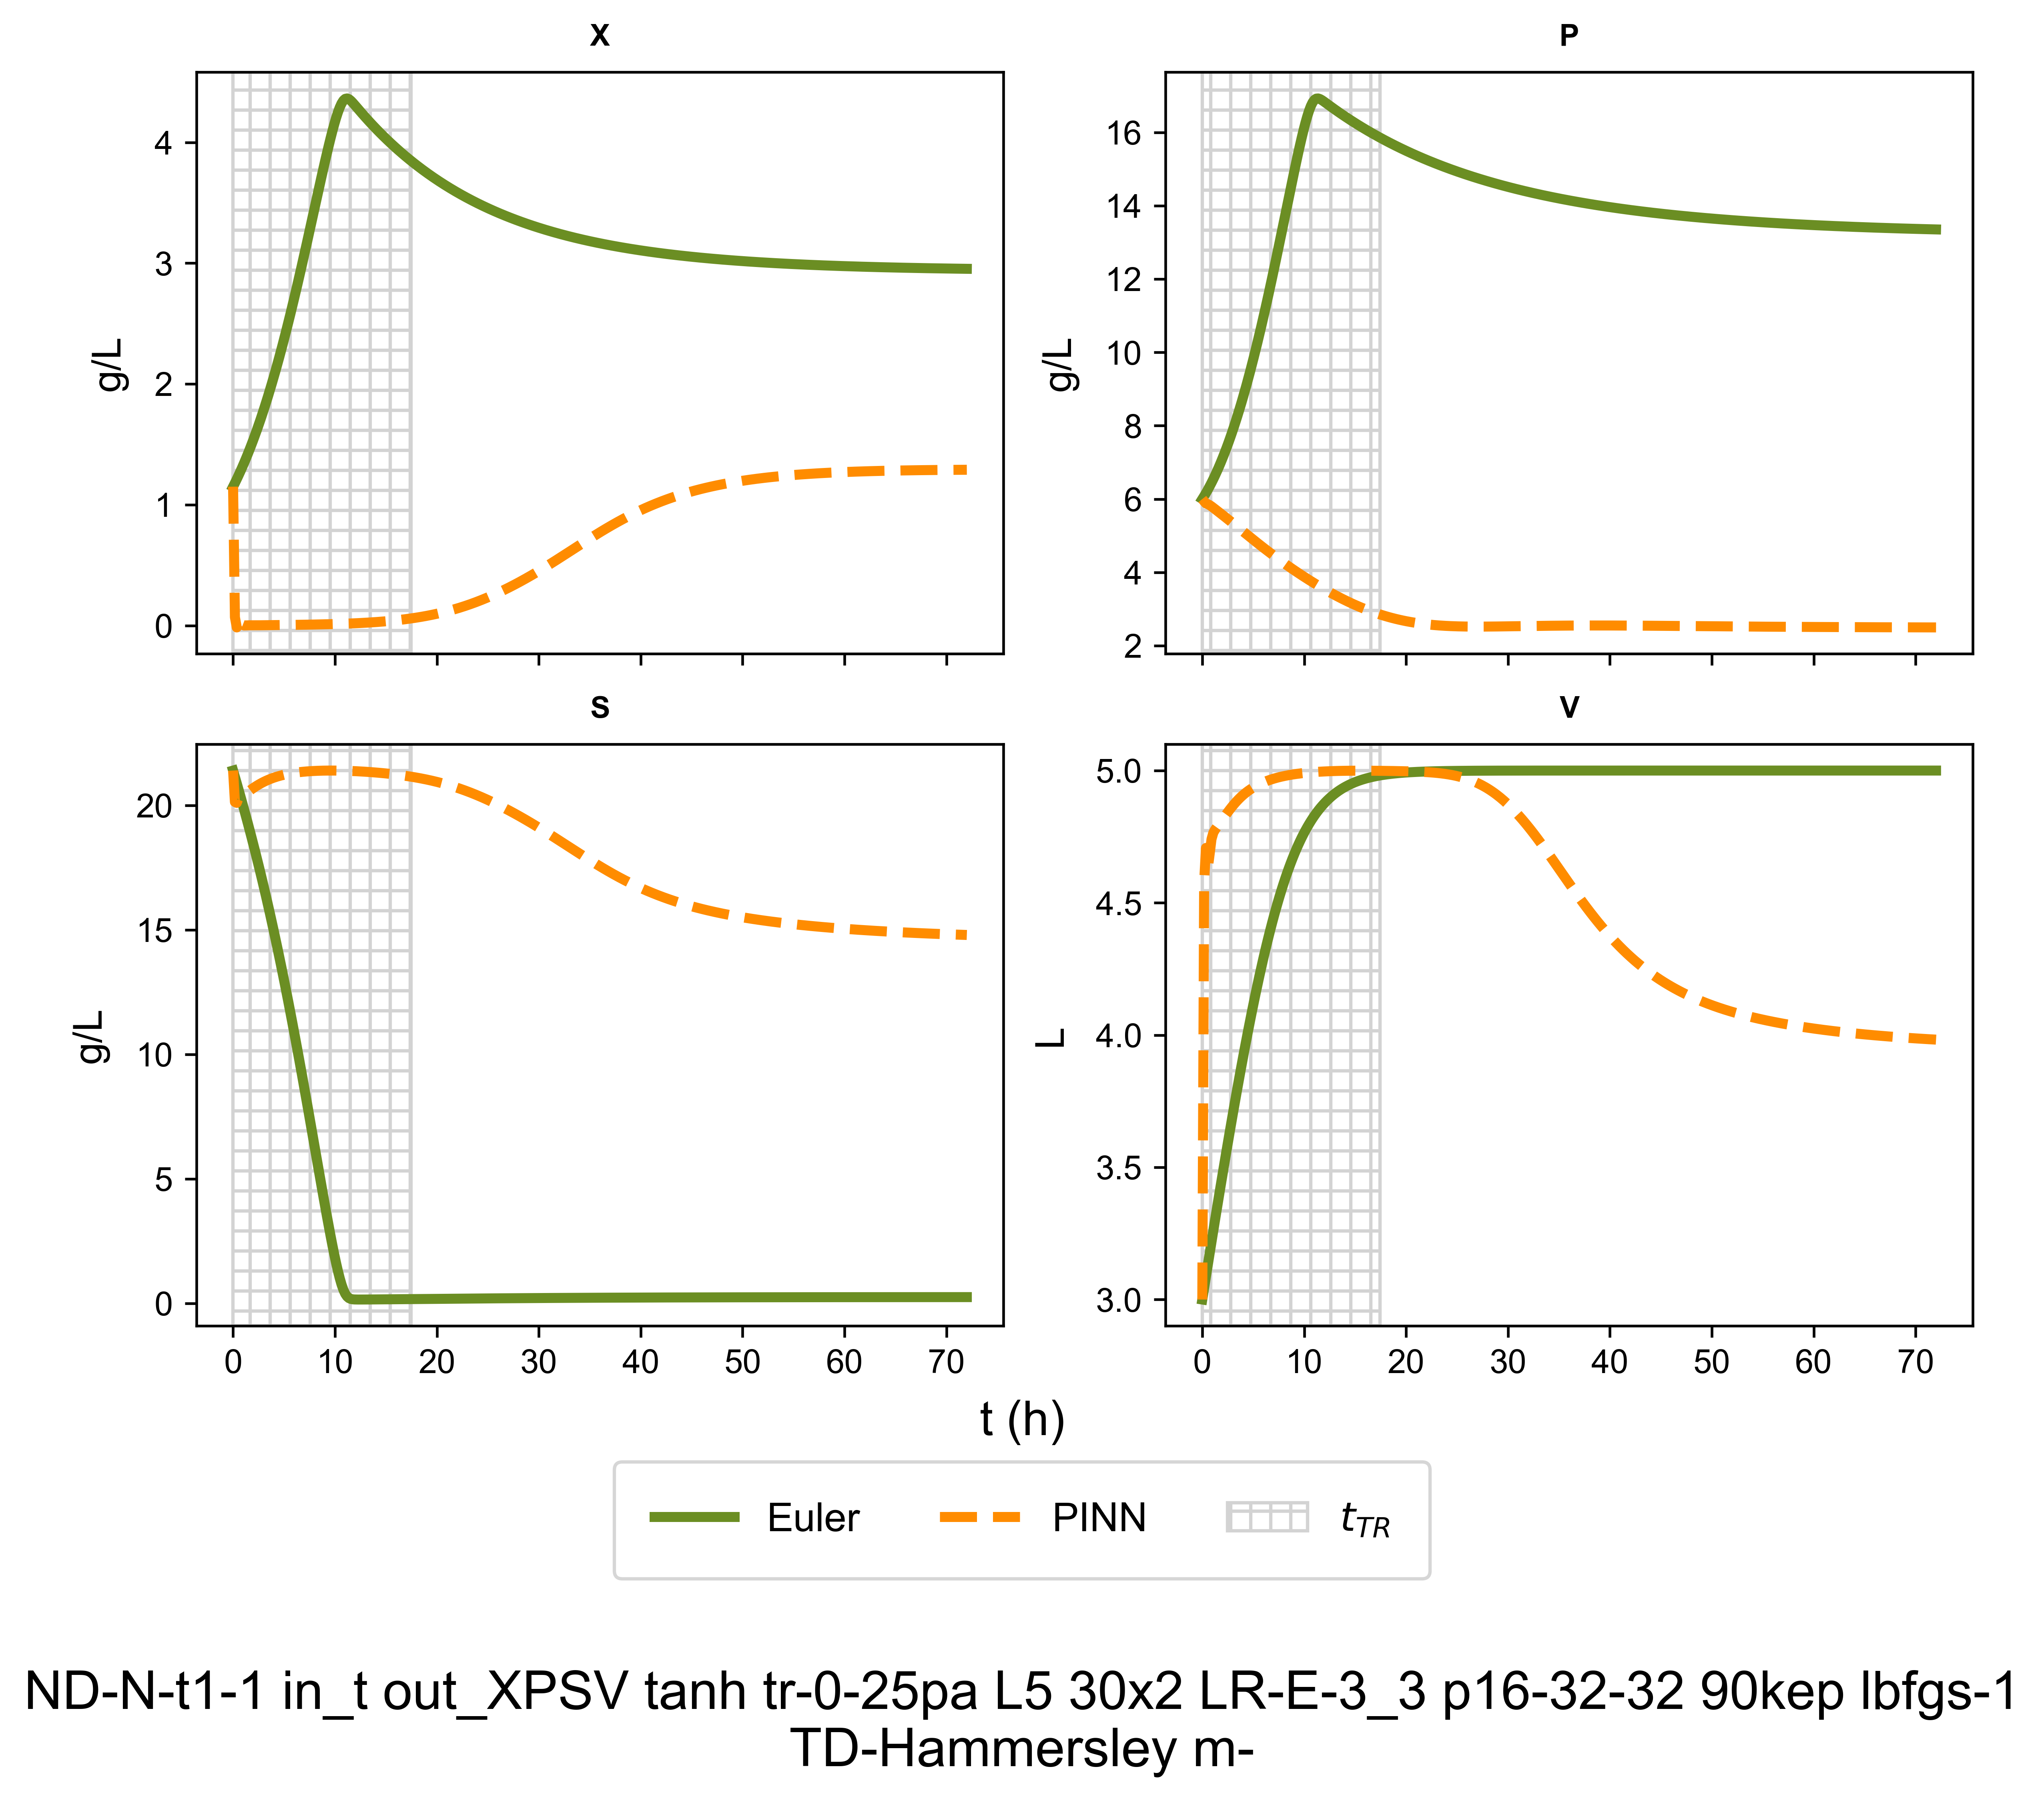 X
P
4
3
2
1
0
g/L
16
14
12
10
8
6
4
2
g/L
S
V
20
15
10
5
0
g/L
0 10 20 30 40 50 60 70
5.0
4.5
4.0
3.5
3.0
L
0 10 20 30 40 50 60 70
t (h)
Euler PINN t_TR
ND-N-t1-1 in_t out_XPSV tanh tr-0-25pa L5 30x2 LR-E-3_3 p16-32-32 90kep lbfgs-1
TD-Hammersley m-